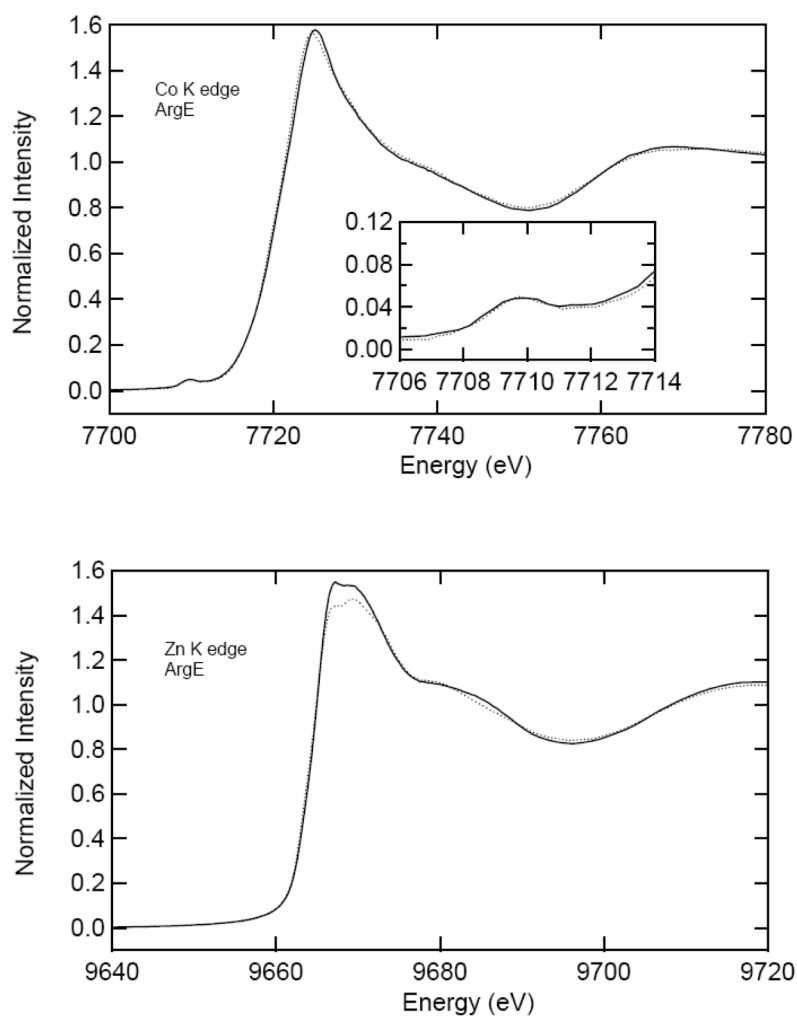 1.6
1.4
1.2
1.0
0.8
0.6
0.4
0.2
0.0
Normalized Intensity
Co K edge
ArgE
0.12
0.08
0.04
0.00
7706 7708 7710 7712 7714
7700 7720 7740 7760 7780
Energy (eV)
1.6
1.4
1.2
1.0
0.8
0.6
0.4
0.2
0.0
Normalized Intensity
Zn K edge
ArgE
9640 9660 9680 9700 9720
Energy (eV)